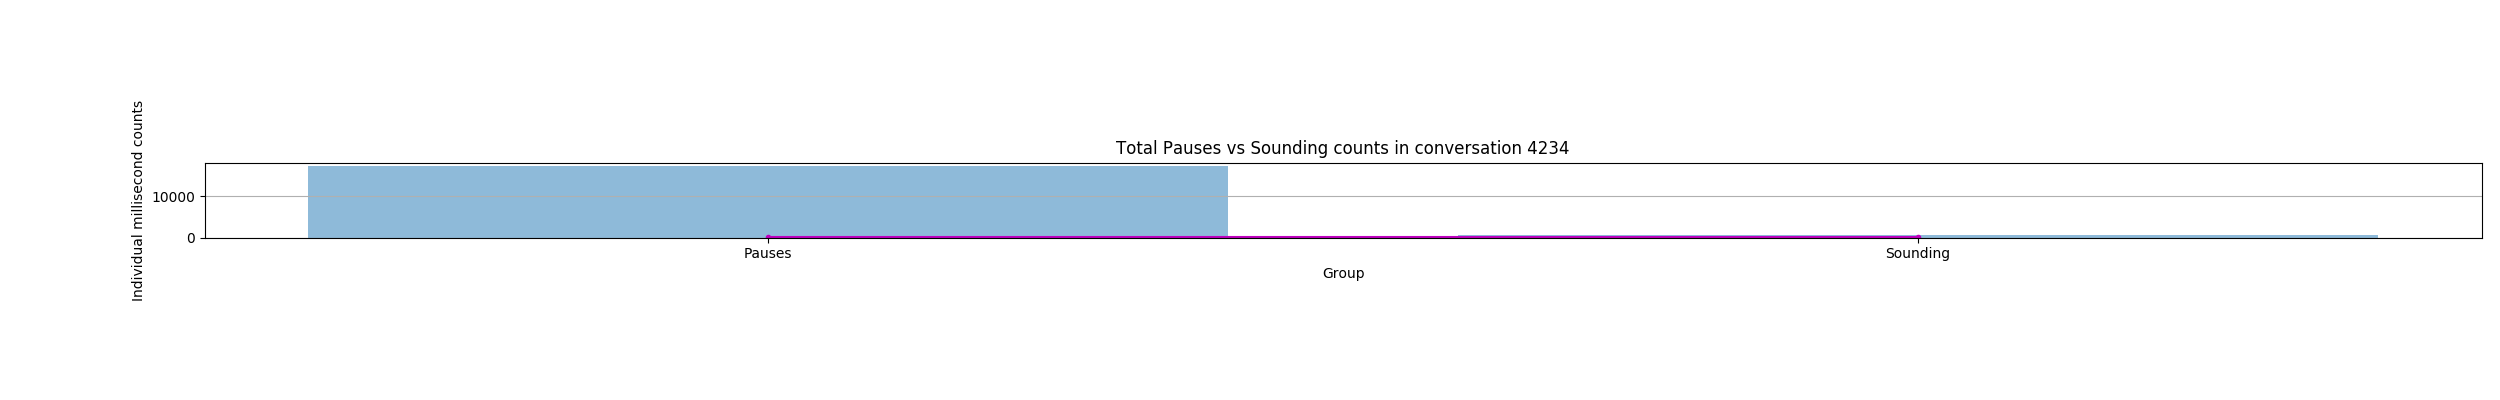 Total Pauses vs Sounding counts in conversation 4234
Individual millisecond counts
10000
0
Pauses
Sounding
Group